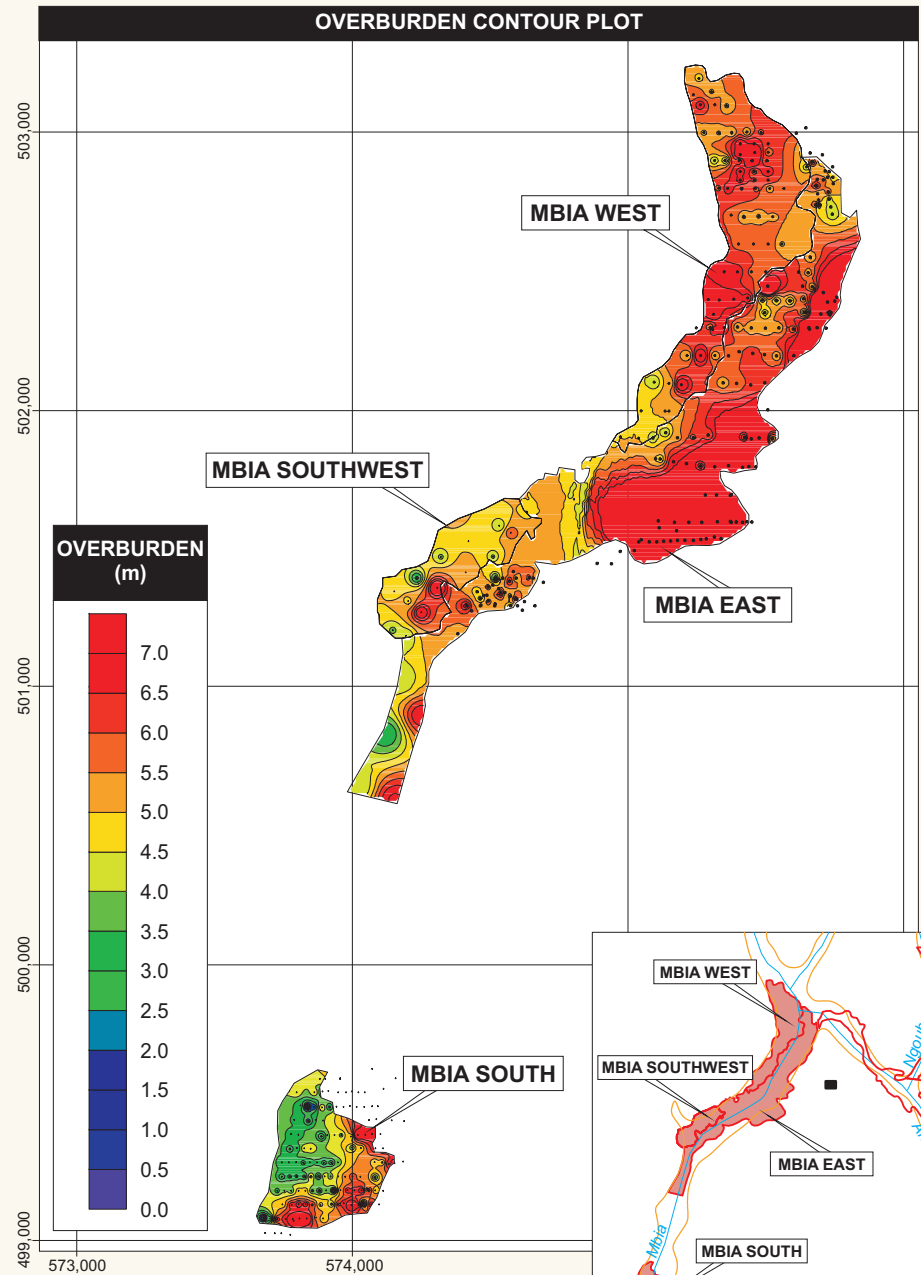 OVERBURDEN CONTOUR PLOT
503,000
502,000
501,000
500,000
499,000
573,000
574,000
MBIA WEST
MBIA SOUTHWEST
MBIA EAST
MBIA SOUTH
OVERBURDEN
(m)
7.0
6.5
6.0
5.5
5.0
4.5
4.0
3.5
3.0
2.5
2.0
1.5
1.0
0.5
0.0
MBIA WEST
MBIA SOUTHWEST
MBIA EAST
MBIA SOUTH
Mbia